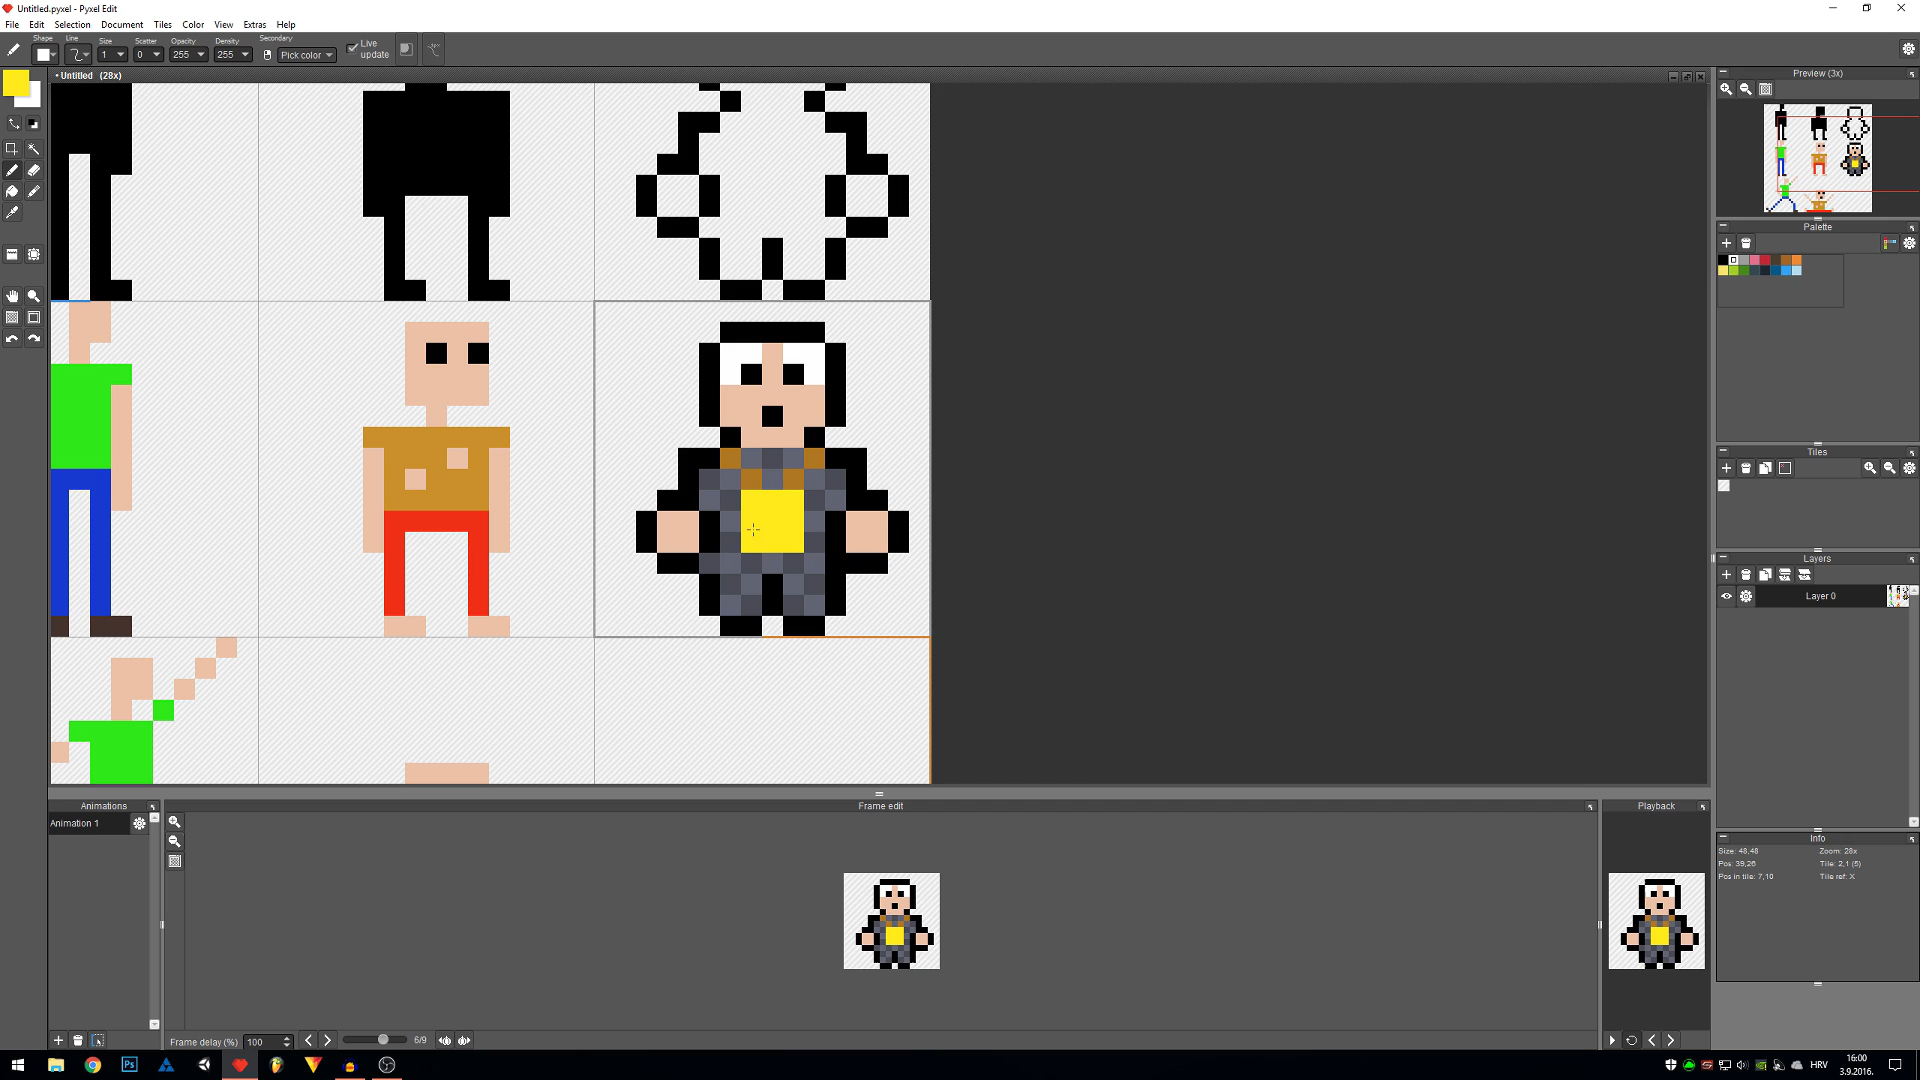 Untitled.pyxel - Pyxel Edit
File Edit Selection Document Tiles Color View Extras Help
Shape Line Size Scatter Opacity Density Secondary
1 0 255 255 Pick color Live update
• Untitled (28x)
Preview (3x)
Palette
Tiles
Layers
Layer 0
Animations Frame edit Playback
Animation 1
Info
Size: 48,48 Zoom: 28x
Pos: 39,26 Tile: 2,1 (5)
Pos in tile: 7,10 Tile ref: X
Frame delay (%) 100 6/9
Ps
HRV 16:00
3.9.2016.